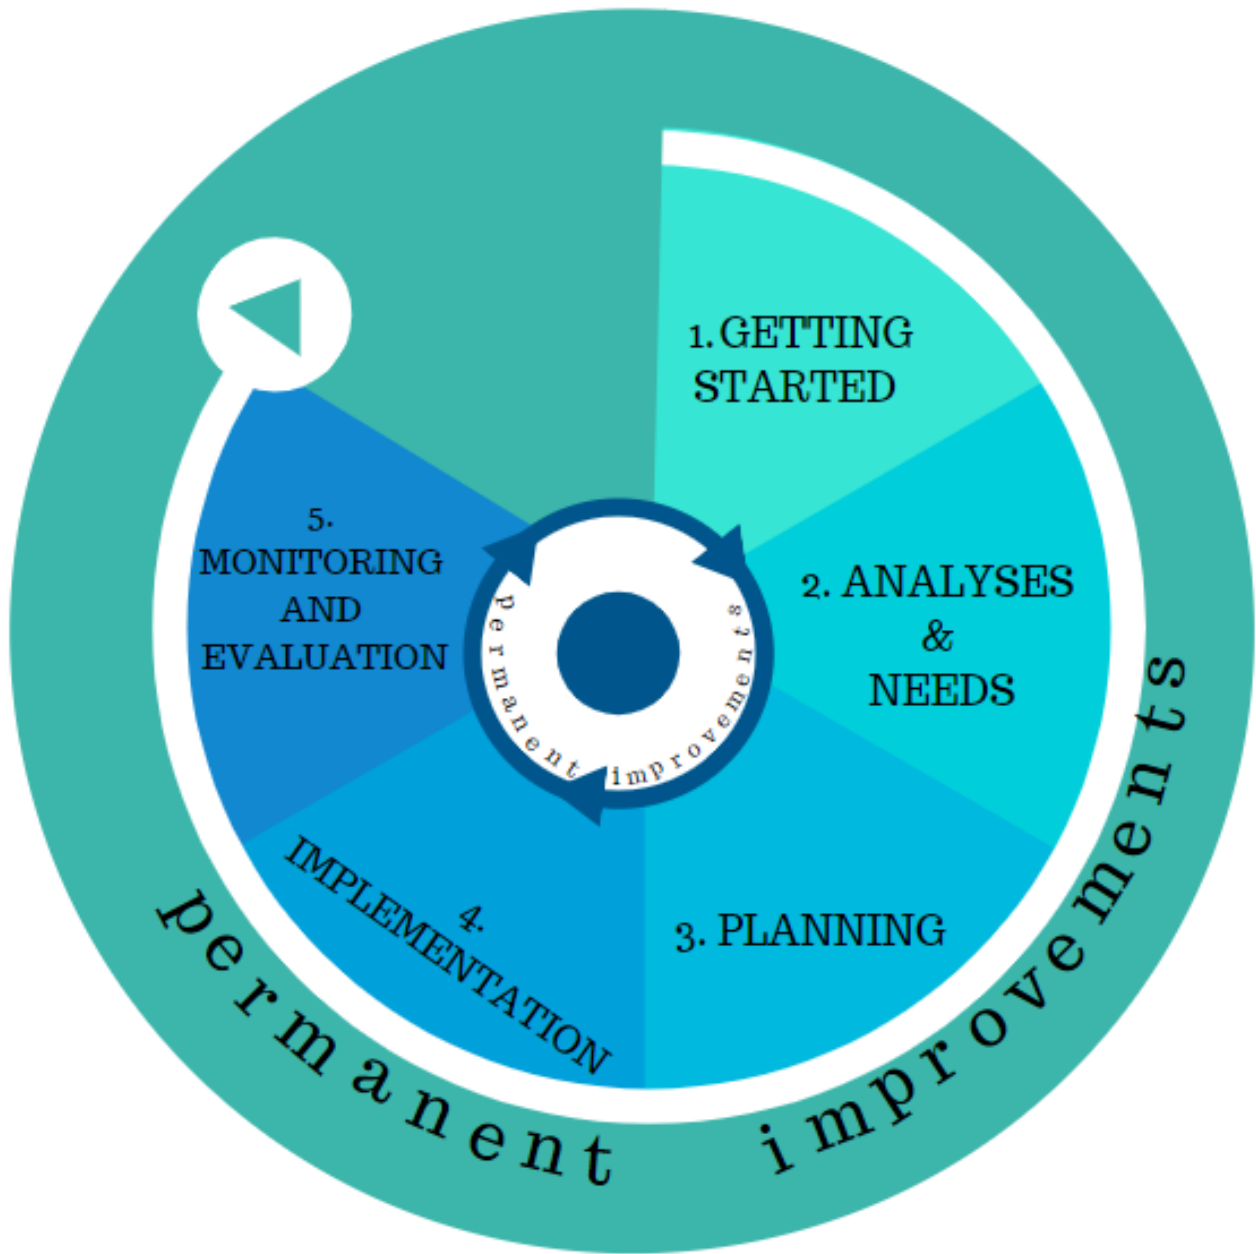 1. GETTING
STARTED
2. ANALYSES
&
NEEDS
3. PLANNING
4.
IMPLEMENTATION
5.
MONITORING
AND
EVALUATION
permanent improvements
permanent improvements